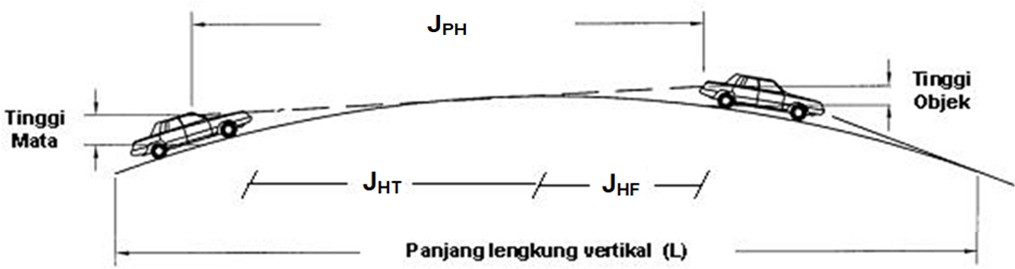 JPH
Tinggi
Mata
Tinggi
Objek
JHT
JHF
Panjang lengkung vertikal (L)